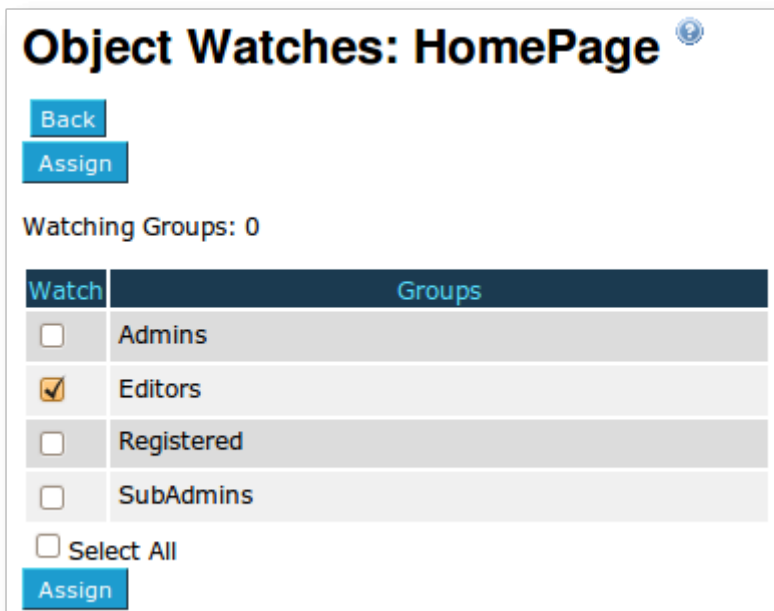 Object Watches: HomePage
Back
Assign
Watching Groups: 0
Watch Groups
Admins
Editors
Registered
SubAdmins
Select All
Assign